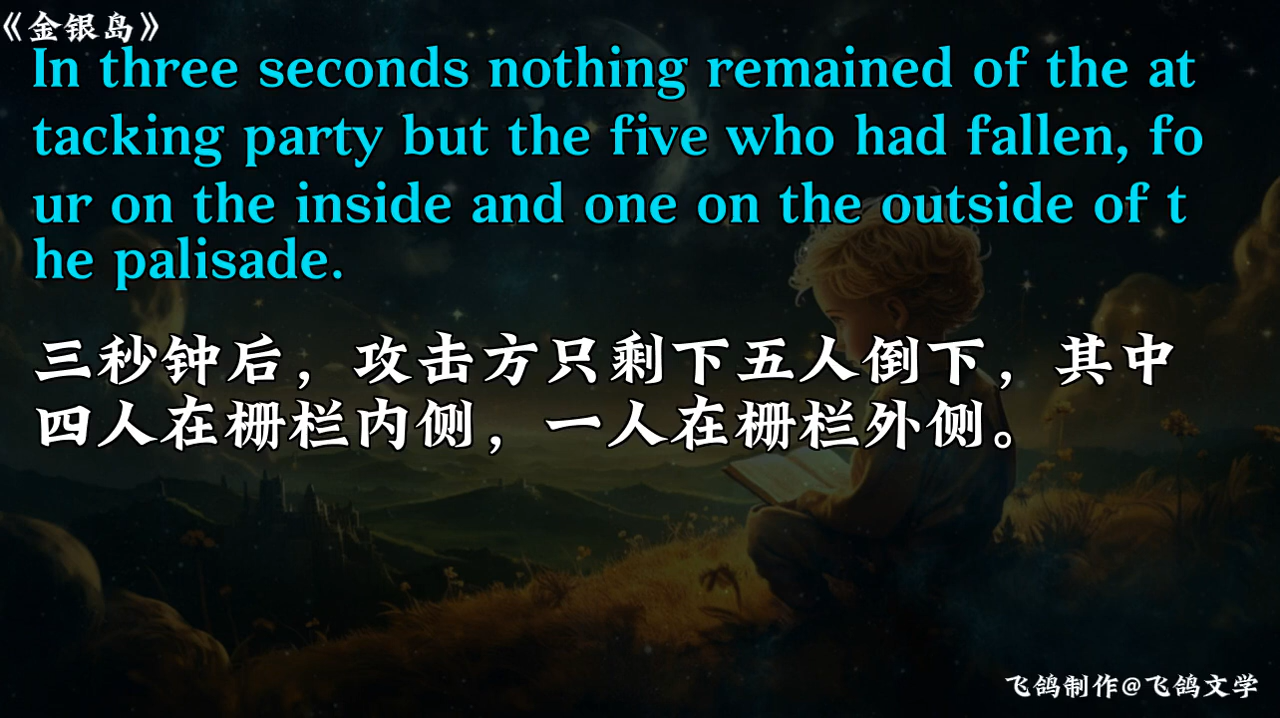 《金银岛》
In three seconds nothing remained of the at
tacking party but the five who had fallen, fo
ur on the inside and one on the outside of t
he palisade.
三秒钟后，攻击方只剩下五人倒下，其中
四人在栅栏内侧，一人在栅栏外侧。
飞鸽制作@飞鸽文学